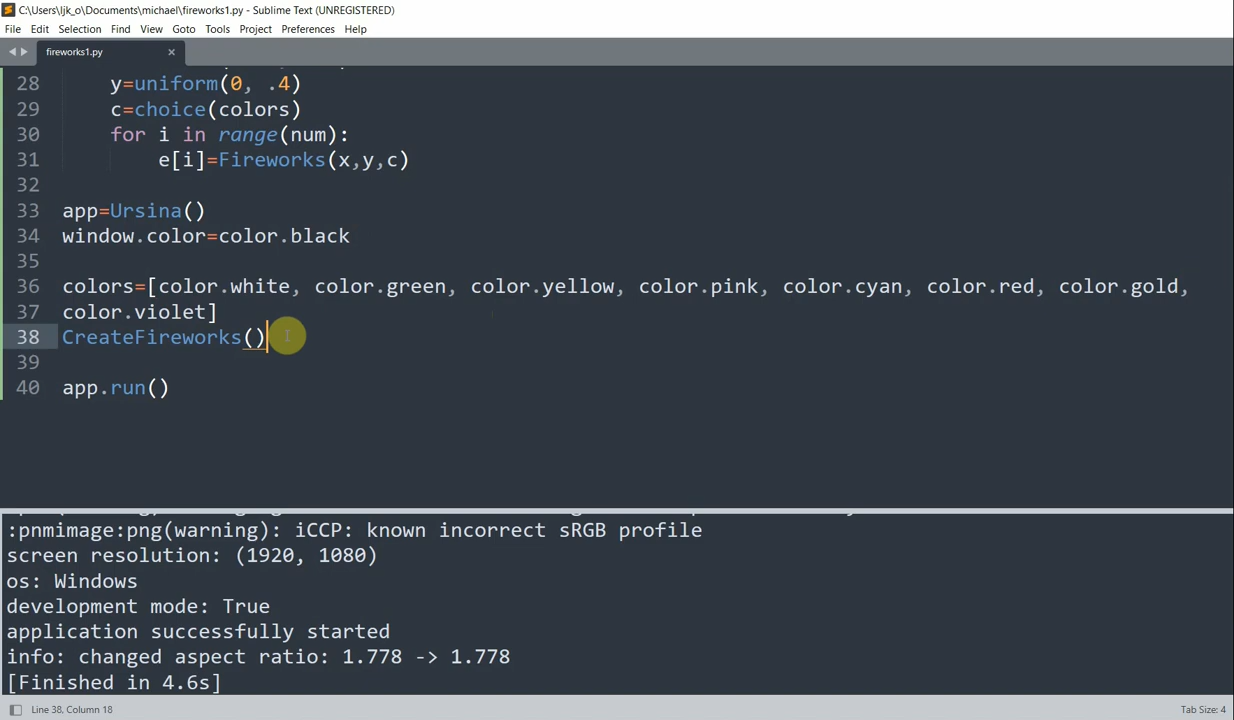 C:\Users\ljk_o\Documents\michael\fireworks1.py - Sublime Text (UNREGISTERED)
File Edit Selection Find View Goto Tools Project Preferences Help
fireworks1.py ×
28 y=uniform(0, .4)
29 c=choice(colors)
30 for i in range(num):
31 e[i]=Fireworks(x,y,c)
32
33 app=Ursina()
34 window.color=color.black
35
36 colors=[color.white, color.green, color.yellow, color.pink, color.cyan, color.red, color.gold,
37 color.violet]
38 CreateFireworks()
39
40 app.run()
:pnmimage:png(warning): iCCP: known incorrect sRGB profile
screen resolution: (1920, 1080)
os: Windows
development mode: True
application successfully started
info: changed aspect ratio: 1.778 -> 1.778
[Finished in 4.6s]
Line 38, Column 18 Tab Size: 4